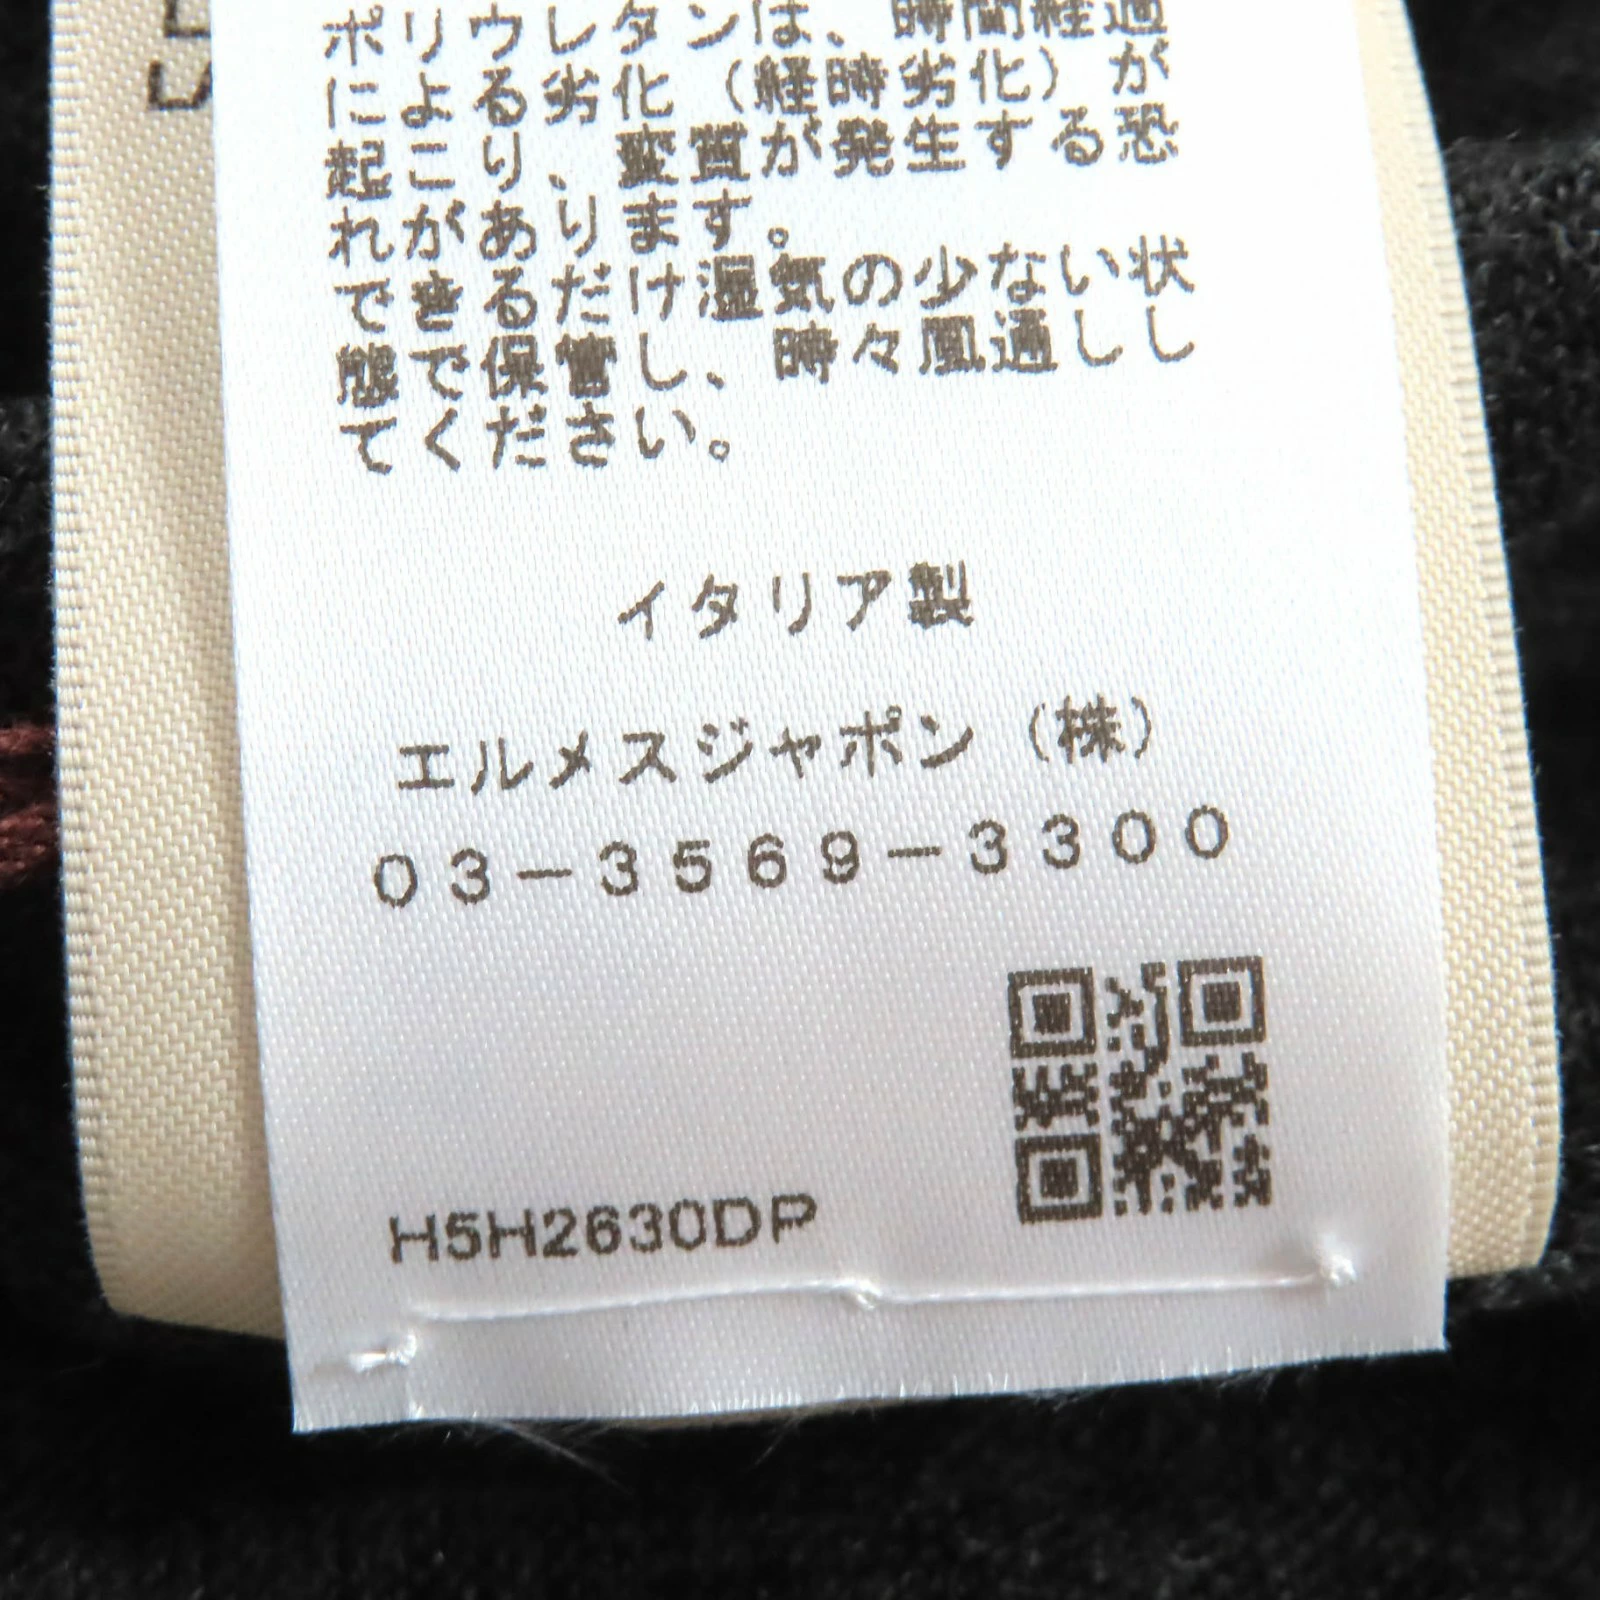 ポリウレタンは、時間経過
による劣化（経時劣化）が
起こり、変質が発生する恐
れがあります。
できるだけ湿気の少ない状
態で保管し、時々風通しし
てください。
イタリア製
エルメスジャポン（株）
03-3569-3300
H5H2630DP